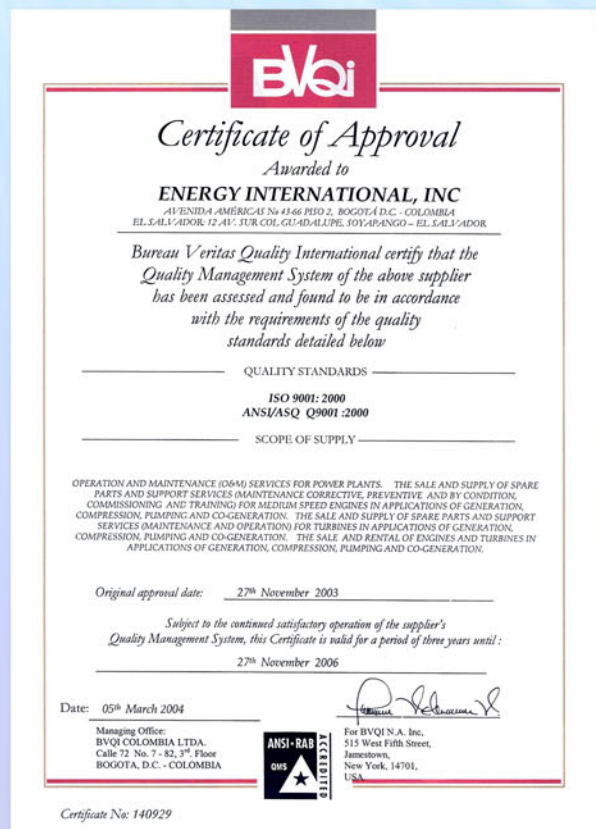 BVQi
Certificate of Approval
Awarded to
ENERGY INTERNATIONAL, INC
AVENIDA AMÉRICAS No 43-66 PISO 2, BOGOTÁ D.C. - COLOMBIA
EL SALVADOR: 12 AV. SUR COL GUADALUPE, SOYAPANGO – EL SALVADOR
Bureau Veritas Quality International certify that the
Quality Management System of the above supplier
has been assessed and found to be in accordance
with the requirements of the quality
standards detailed below
QUALITY STANDARDS
ISO 9001: 2000
ANSI/ASQ Q9001 :2000
SCOPE OF SUPPLY
OPERATION AND MAINTENANCE (O&M) SERVICES FOR POWER PLANTS. THE SALE AND SUPPLY OF SPARE
PARTS AND SUPPORT SERVICES (MAINTENANCE CORRECTIVE, PREVENTIVE AND BY CONDITION,
COMMISSIONING AND TRAINING) FOR MEDIUM SPEED ENGINES IN APPLICATIONS OF GENERATION,
COMPRESSION, PUMPING AND CO-GENERATION. THE SALE AND SUPPLY OF SPARE PARTS AND SUPPORT
SERVICES (MAINTENANCE AND OPERATION) FOR TURBINES IN APPLICATIONS OF GENERATION,
COMPRESSION, PUMPING AND CO-GENERATION. THE SALE AND RENTAL OF ENGINES AND TURBINES IN
APPLICATIONS OF GENERATION, COMPRESSION, PUMPING AND CO-GENERATION.
Original approval date: 27th November 2003
Subject to the continued satisfactory operation of the supplier's
Quality Management System, this Certificate is valid for a period of three years until :
27th November 2006
Date: 05th March 2004
Managing Office:
BVQI COLOMBIA LTDA.
Calle 72 No. 7 - 82, 3rd. Floor
BOGOTA, D.C. - COLOMBIA
ANSI•RAB
QMS
ACCREDITED
For BVQI N.A. Inc,
515 West Fifth Street,
Jamestown,
New York, 14701,
USA
Certificate No: 140929